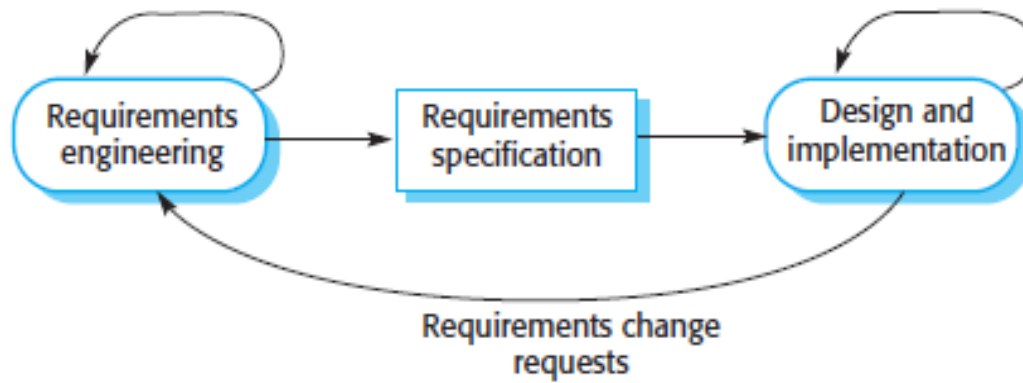 Requirements
engineering
Requirements
specification
Design and
implementation
Requirements change
requests